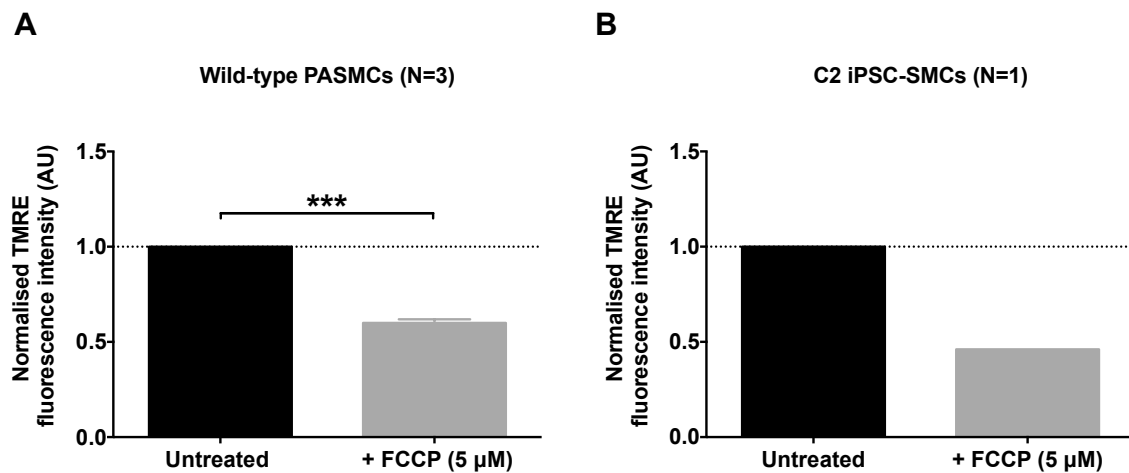 A
Wild-type PASMCs (N=3)
Normalised TMRE
fluorescence intensity (AU)
1.5
1.0
0.5
0.0
***
Untreated
+ FCCP (5 µM)
B
C2 iPSC-SMCs (N=1)
Normalised TMRE
fluorescence intensity (AU)
1.5
1.0
0.5
0.0
Untreated
+ FCCP (5 µM)